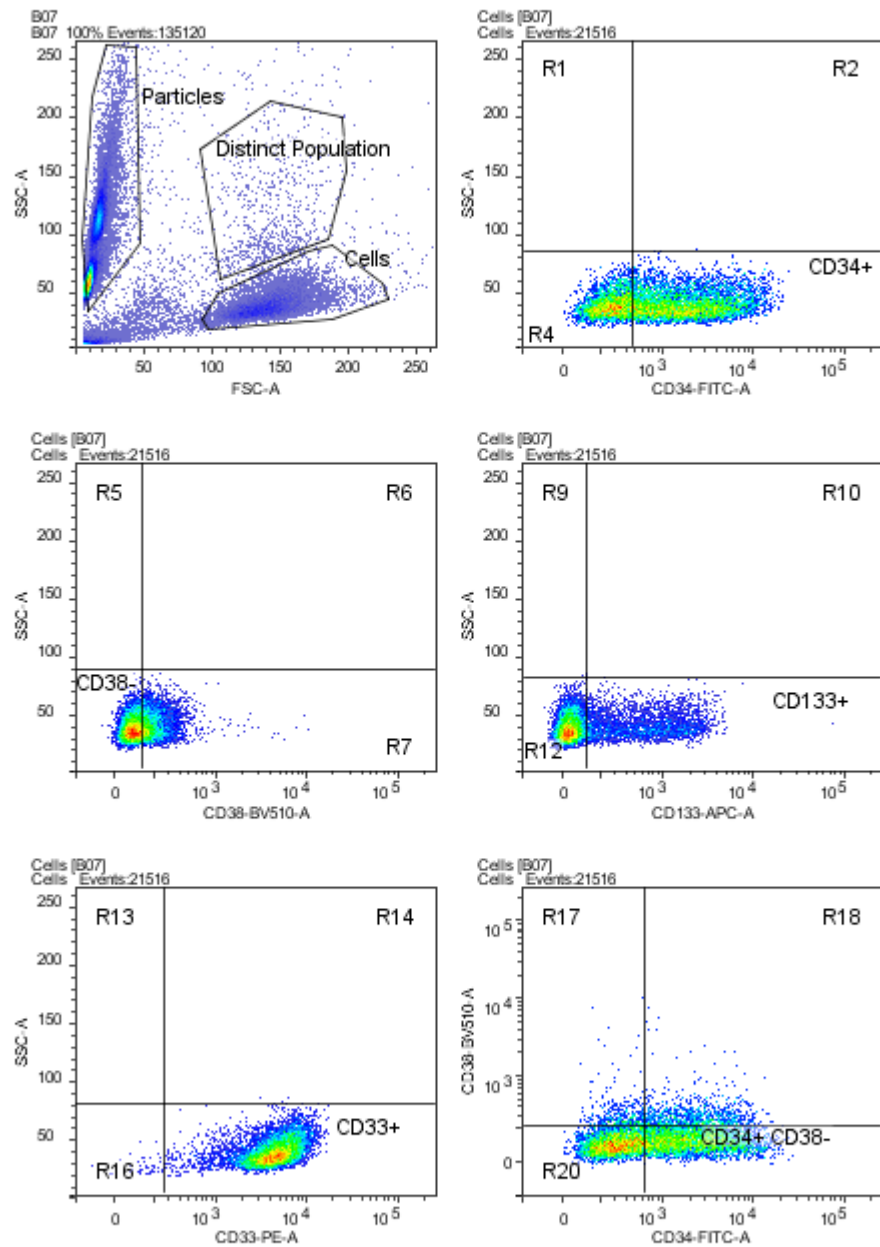 B07
B07 100% Events:135120
250
200
150
100
50
SSC-A
Particles
Distinct Population
Cells
50 100 150 200 250
FSC-A
Cells [B07]
Cells Events:21516
250
200
150
100
50
SSC-A
R1 R2
CD34+
R4
0 10^3 10^4 10^5
CD34-FITC-A
Cells [B07]
Cells Events:21516
250
200
150
100
50
SSC-A
R5 R6
CD38-
R7
0 10^3 10^4 10^5
CD38-BV510-A
Cells [B07]
Cells Events:21516
250
200
150
100
50
SSC-A
R9 R10
CD133+
R12
0 10^3 10^4 10^5
CD133-APC-A
Cells [B07]
Cells Events:21516
250
200
150
100
50
SSC-A
R13 R14
CD33+
R16
0 10^3 10^4 10^5
CD33-PE-A
Cells [B07]
Cells Events:21516
10^5
10^4
10^3
0
CD38-BV510-A
R17 R18
CD34+ CD38-
R20
0 10^3 10^4 10^5
CD34-FITC-A